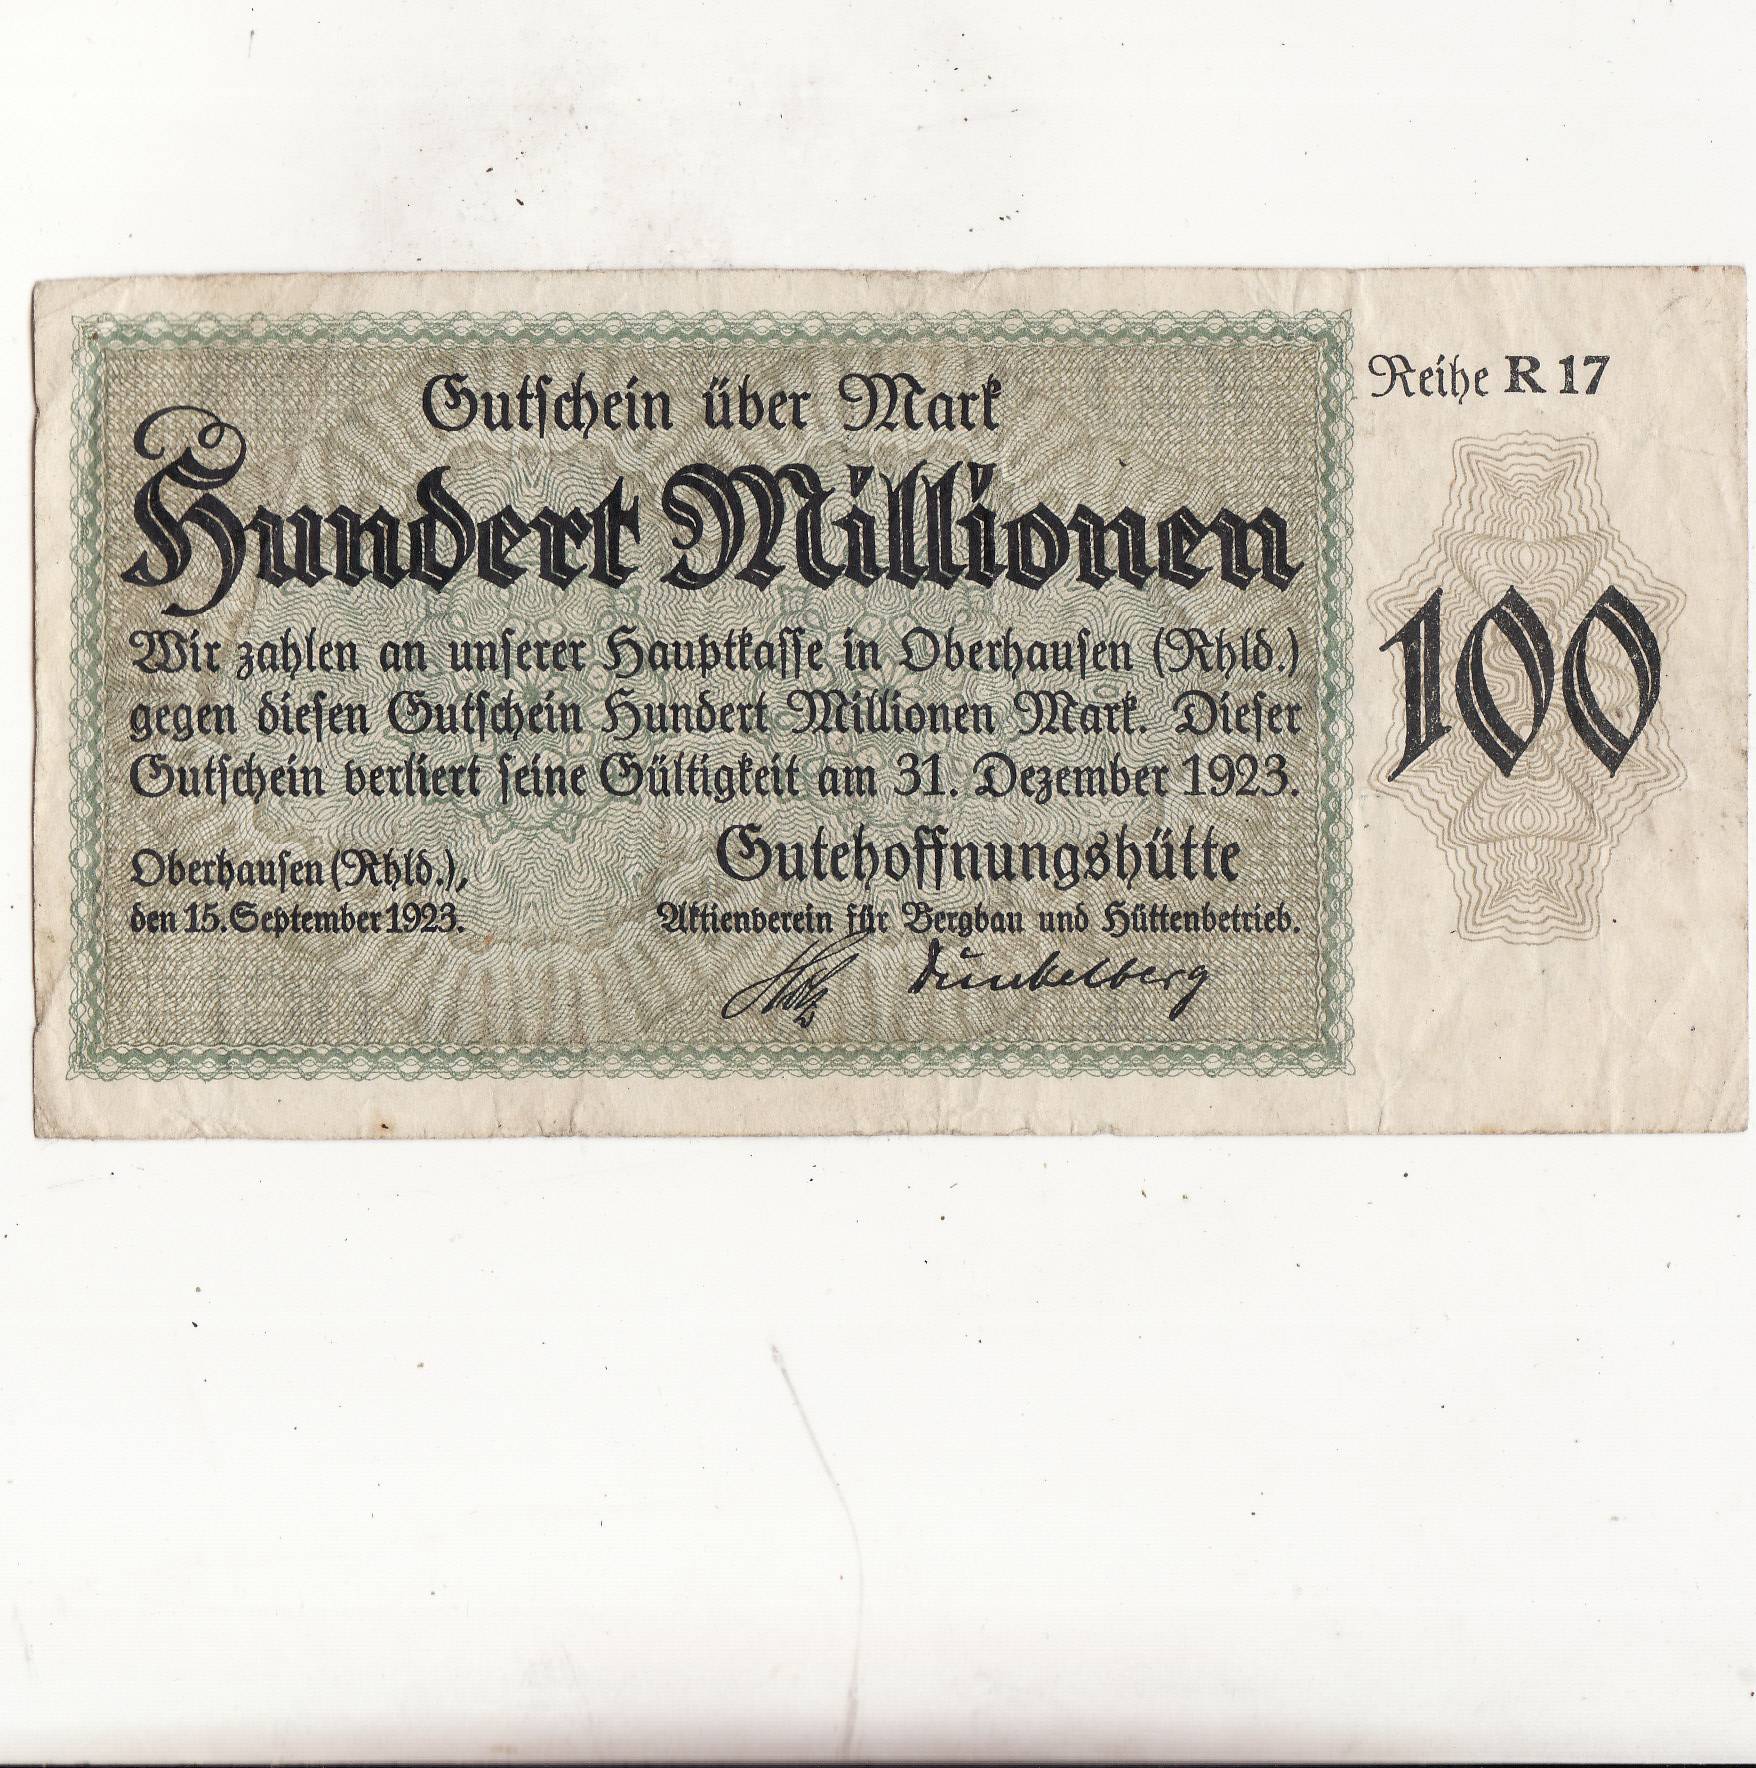 Gutschein über Mark
Hundert Millionen
Wir zahlen an unserer Hauptkasse in Oberhausen (Rhld.)
gegen diesen Gutschein Hundert Millionen Mark. Dieser
Gutschein verliert seine Gültigkeit am 31. Dezember 1923.
Oberhausen (Rhld.),
den 15. September 1923.
Gutehoffnungshütte
Aktienverein für Bergbau und Hüttenbetrieb.
Dunkelberg
Reihe R 17
100